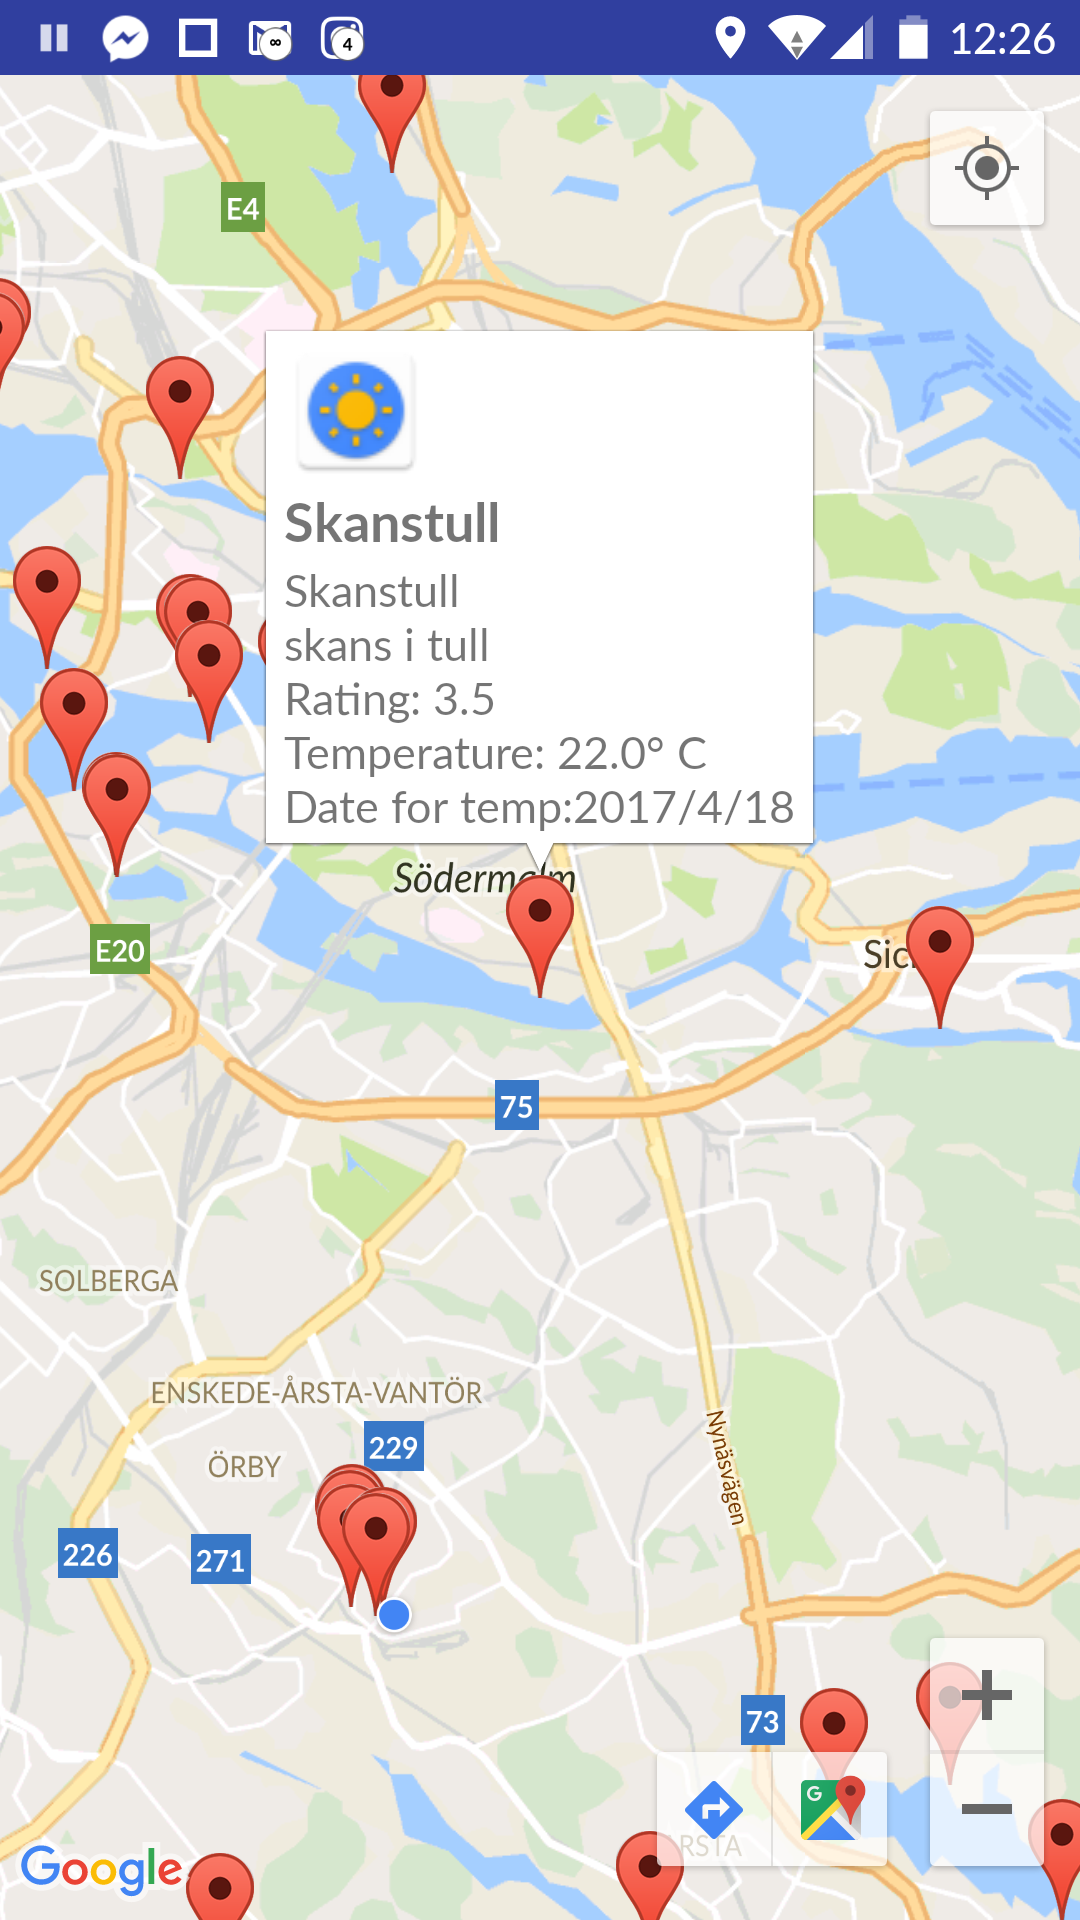 ∞
4
12:26
E4
Skanstull
Skanstull
skans i tull
Rating: 3.5
Temperature: 22.0° C
Date for temp:2017/4/18
E20
75
SOLBERGA
ENSKEDE-ÅRSTA-VANTÖR
229
ÖRBY
Nynäsvägen
226
271
73
G
Google